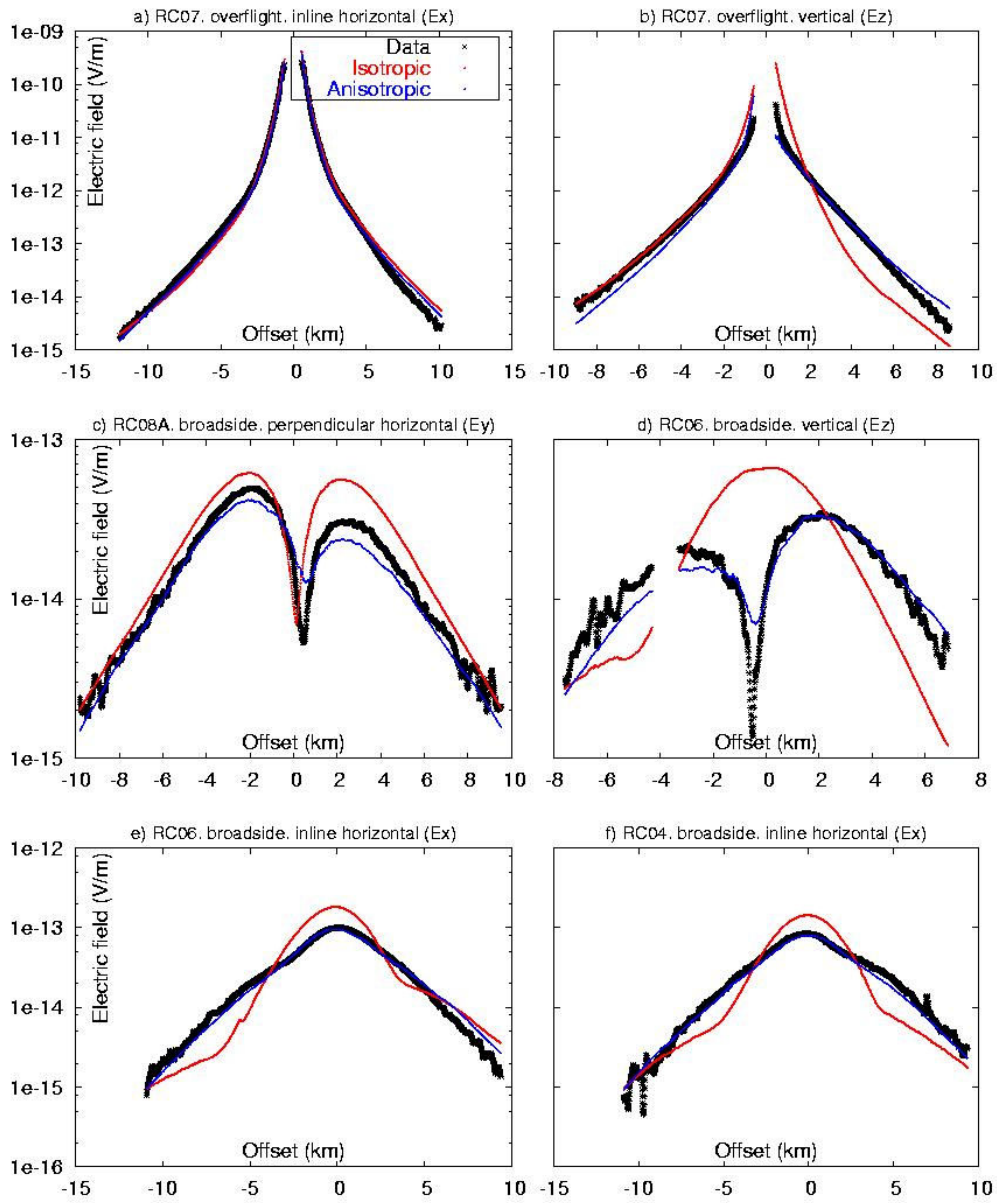 a) RC07. overflight. inline horizontal (Ex)
b) RC07. overflight. vertical (Ez)
1e-09
1e-10
1e-11
1e-12
1e-13
1e-14
1e-15
Electric field (V/m)
Data
Isotropic
Anisotropic
Offset (km)
-15 -10 -5 0 5 10 15
Offset (km)
-10 -8 -6 -4 -2 0 2 4 6 8 10
c) RC08A. broadside. perpendicular horizontal (Ey)
d) RC06. broadside. vertical (Ez)
1e-13
1e-14
1e-15
Electric field (V/m)
Offset (km)
-10 -8 -6 -4 -2 0 2 4 6 8 10
Offset (km)
-8 -6 -4 -2 0 2 4 6 8
e) RC06. broadside. inline horizontal (Ex)
f) RC04. broadside. inline horizontal (Ex)
1e-12
1e-13
1e-14
1e-15
1e-16
Electric field (V/m)
Offset (km)
-15 -10 -5 0 5 10
Offset (km)
-15 -10 -5 0 5 10